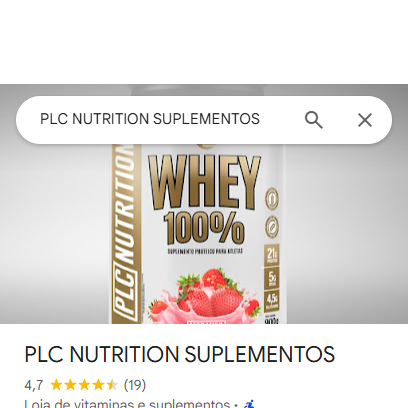 PLC NUTRITION SUPLEMENTOS
WHEY
100%
SUPLEMENTO PROTEICO PARA ATLETAS
PLC NUTRITION
21g
5g
4,5g
900g
PLC NUTRITION SUPLEMENTOS
4,7 (19)
Loja de vitaminas e suplementos ·